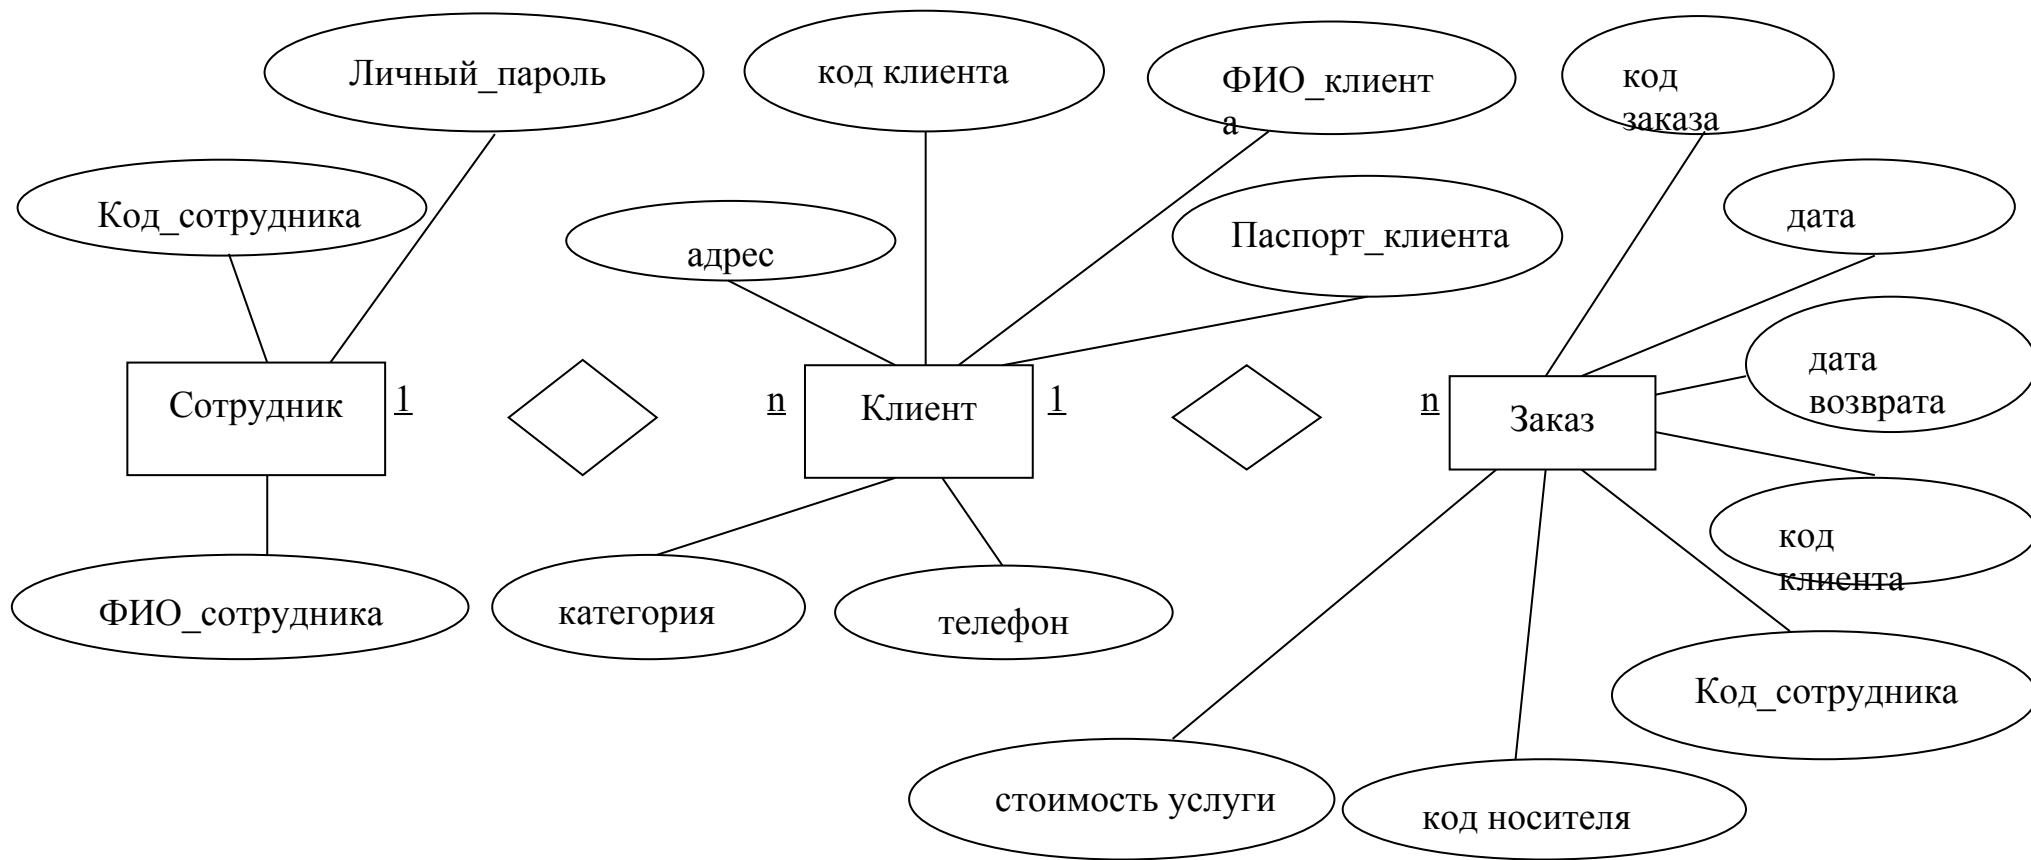 Личный_пароль
код клиента
ФИО_клиент
а
код
заказа
Код_сотрудника
адрес
Паспорт_клиента
дата
дата
возврата
Сотрудник
1
n
Клиент
1
n
Заказ
код
клиента
ФИО_сотрудника
категория
телефон
Код_сотрудника
стоимость услуги
код носителя